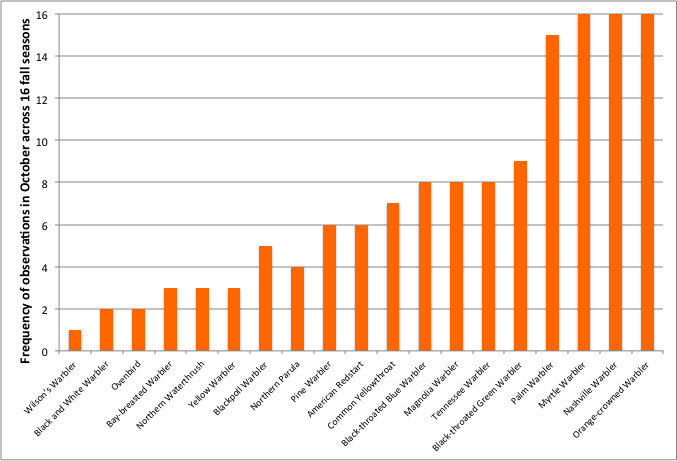 Frequency of observations in October across 16 fall seasons
16
14
12
10
8
6
4
2
0
Wilson's Warbler
Black and White Warbler
Ovenbird
Bay-breasted Warbler
Northern Waterthrush
Yellow Warbler
Blackpoll Warbler
Northern Parula
Pine Warbler
American Redstart
Common Yellowthroat
Black-throated Blue Warbler
Magnolia Warbler
Tennessee Warbler
Black-throated Green Warbler
Palm Warbler
Myrtle Warbler
Nashville Warbler
Orange-crowned Warbler